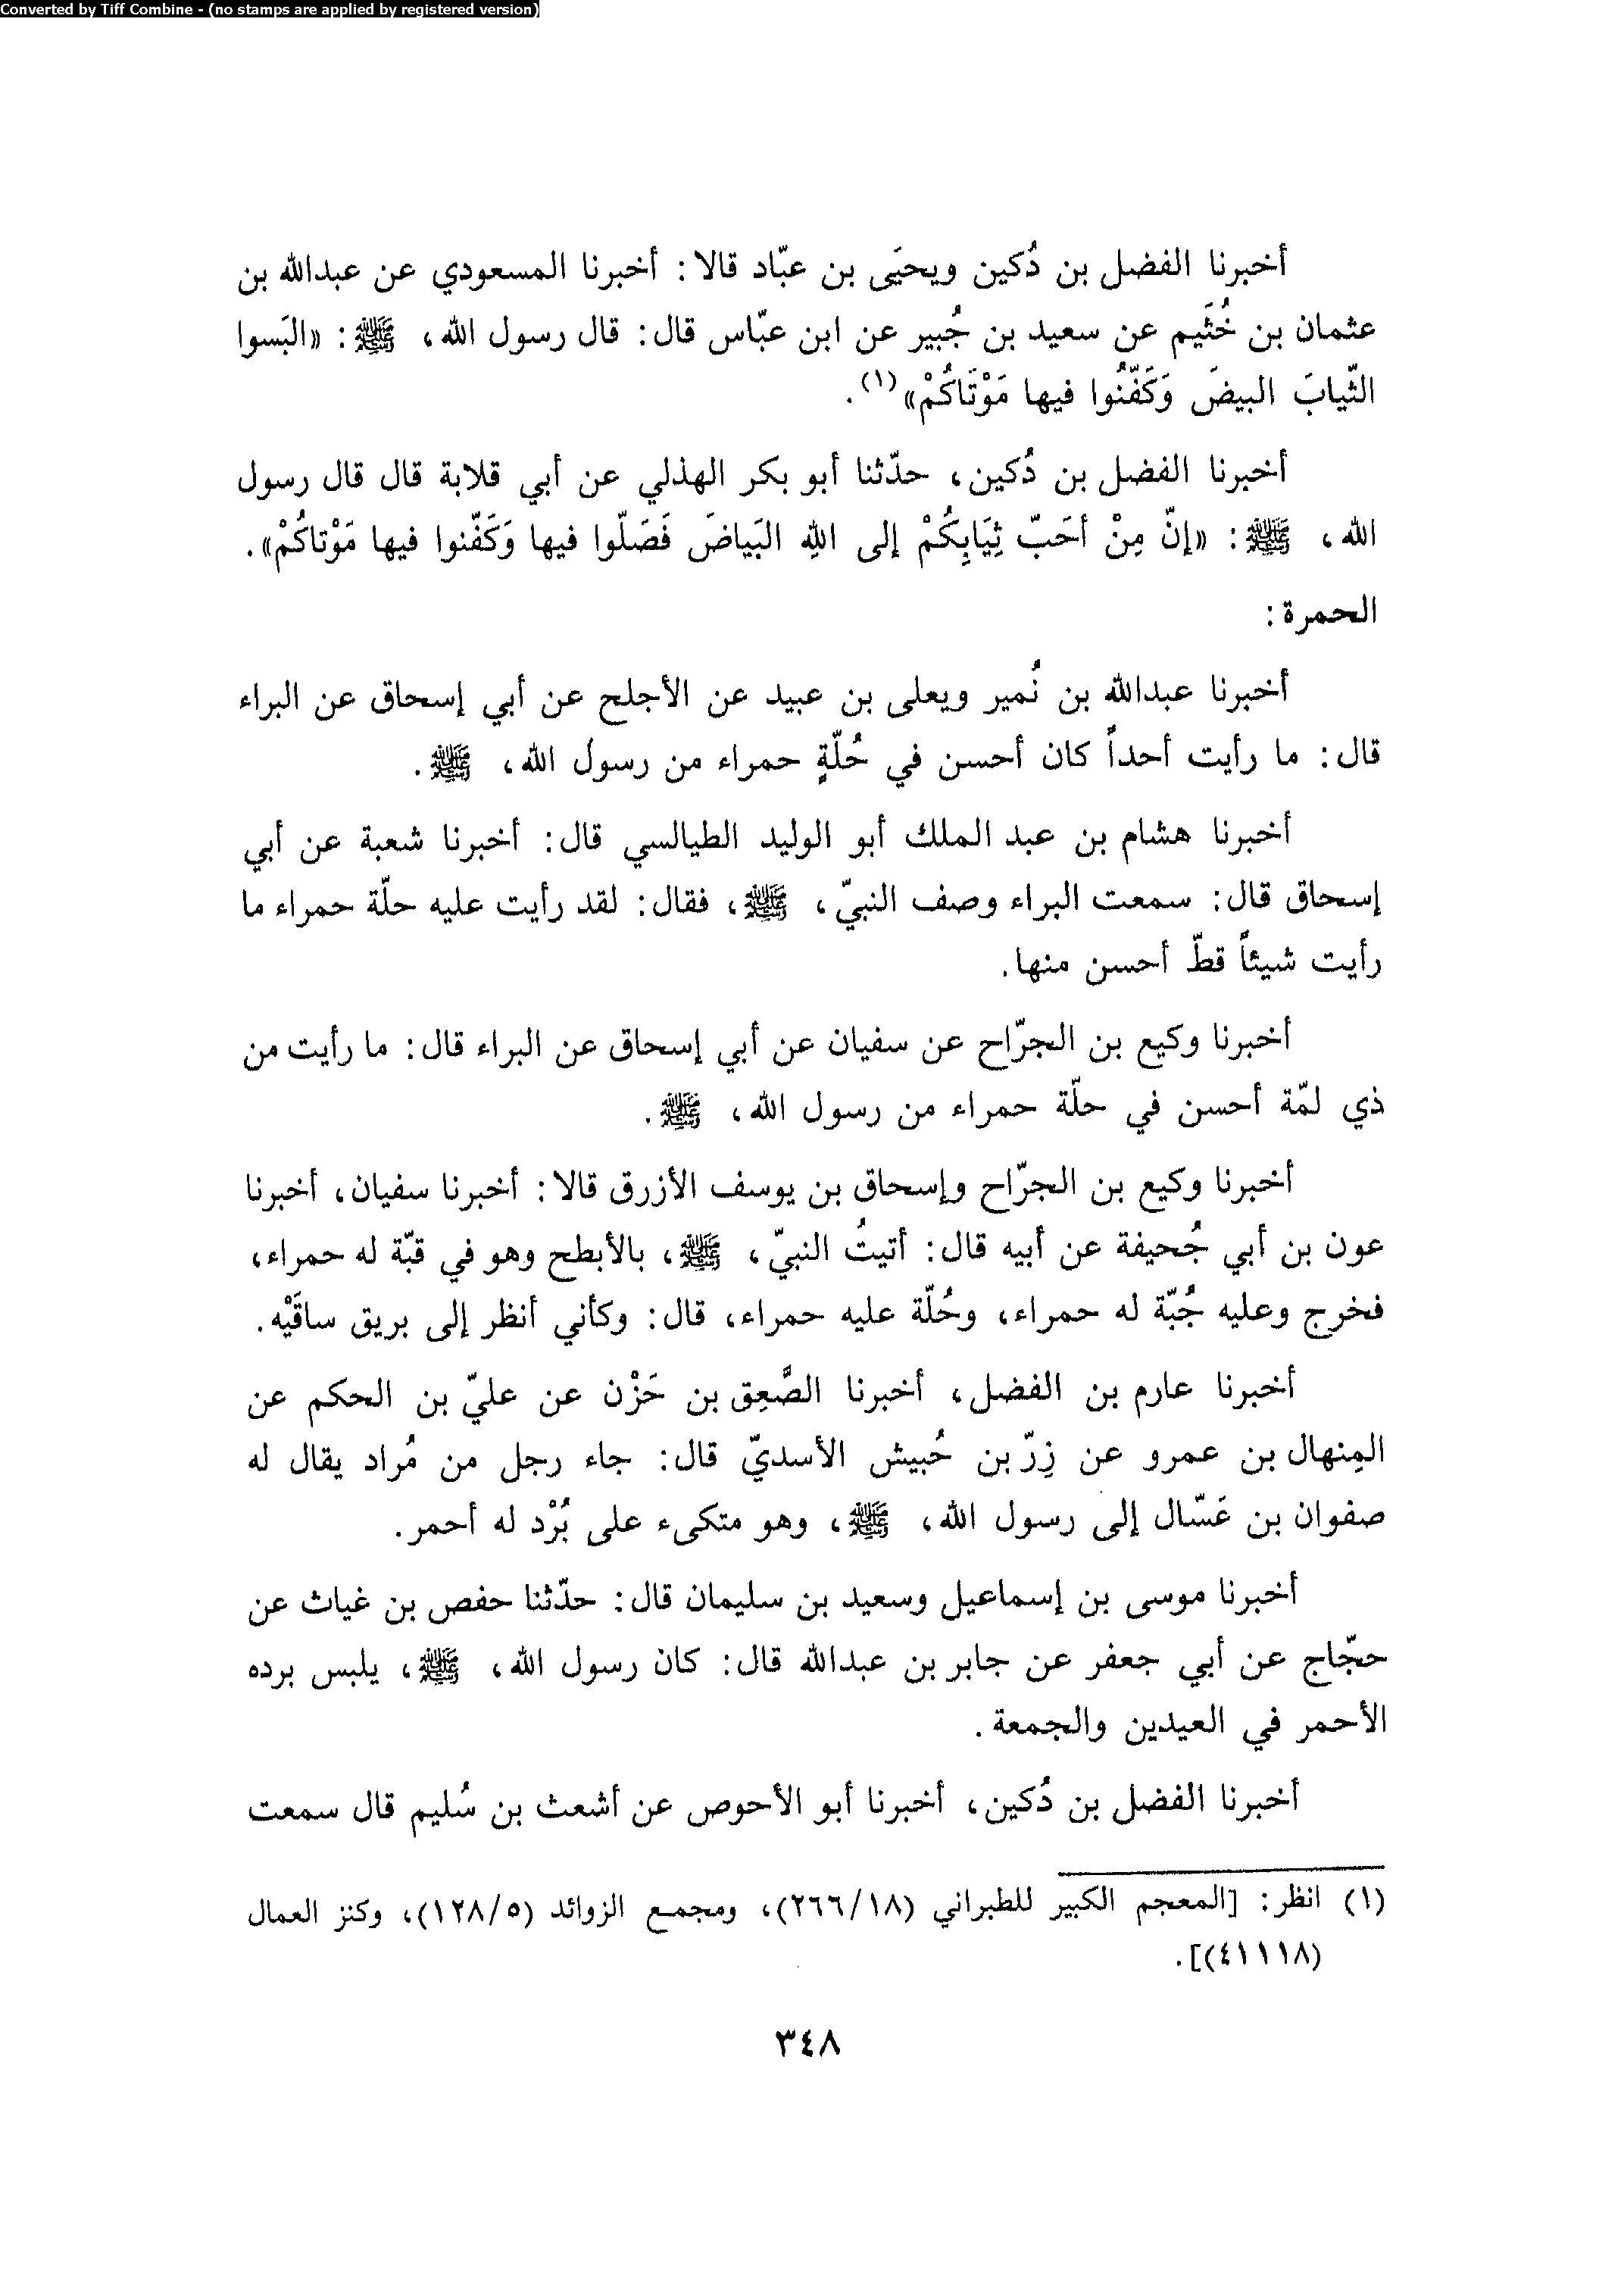 Converted by Tiff Combine - (no stamps are applied by registered version)
أخبرنا الفضل بن دُكين ويحيَى بن عبّاد قالا: أخبرنا المسعودي عن عبدالله بن
عثمان بن خُثَيم عن سعيد بن جُبير عن ابن عبّاس قال: قال رسول الله، ﷺ: «البَسوا
الثّيابَ البيضَ وَكَفّنُوا فيها مَوْتَاكُمْ»(١).
أخبرنا الفضل بن دُكين، حدّثنا أبو بكر الهذلي عن أبي قلابة قال قال رسول
الله، ﷺ: «إنّ مِنْ أحَبّ ثِيَابِكُمْ إلى اللهِ البَياضَ فَصَلّوا فيها وَكَفّنوا فيها مَوْتاكُمْ».
الحمرة:
أخبرنا عبدالله بن نُمير ويعلى بن عبيد عن الأجلح عن أبي إسحاق عن البراء
قال: ما رأيت أحداً كان أحسن في حُلّةٍ حمراء من رسول الله، ﷺ.
أخبرنا هشام بن عبد الملك أبو الوليد الطيالسي قال: أخبرنا شعبة عن أبي
إسحاق قال: سمعت البراء وصف النبيّ، ﷺ، فقال: لقد رأيت عليه حلّة حمراء ما
رأيت شيئاً قطّ أحسن منها.
أخبرنا وكيع بن الجرّاح عن سفيان عن أبي إسحاق عن البراء قال: ما رأيت من
ذي لمّة أحسن في حلّة حمراء من رسول الله، ﷺ.
أخبرنا وكيع بن الجرّاح وإسحاق بن يوسف الأزرق قالا: أخبرنا سفيان، أخبرنا
عون بن أبي جُحيفة عن أبيه قال: أتيتُ النبيّ، ﷺ، بالأبطح وهو في قبّة له حمراء،
فخرج وعليه جُبّة له حمراء، وحُلّة عليه حمراء، قال: وكأني أنظر إلى بريق ساقَيْه.
أخبرنا عارم بن الفضل، أخبرنا الصَّعِق بن حَزْن عن عليّ بن الحكم عن
المِنهال بن عمرو عن زِرّ بن حُبيش الأسديّ قال: جاء رجل من مُراد يقال له
صفوان بن عَسّال إلى رسول الله، ﷺ، وهو متكىء على بُرْد له أحمر.
أخبرنا موسى بن إسماعيل وسعيد بن سليمان قال: حدّثنا حفص بن غياث عن
حجّاج عن أبي جعفر عن جابر بن عبدالله قال: كان رسول الله، ﷺ، يلبس برده
الأحمر في العيدين والجمعة.
أخبرنا الفضل بن دُكين، أخبرنا أبو الأحوص عن أشعث بن سُليم قال سمعت
(١) انظر: [المعجم الكبير للطبراني (٢٦٦/١٨)، ومجمع الزوائد (١٢٨/٥)، وكنز العمال
(٤١١١٨)].
٣٤٨